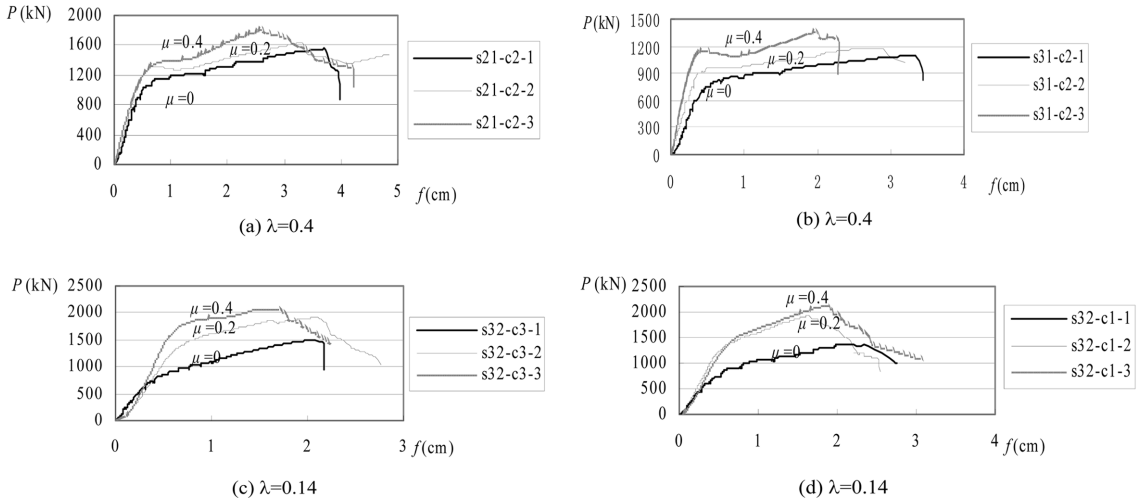 P (kN)
2000
1600
1200
800
400
0
μ=0.4
μ=0.2
μ=0
0 1 2 3 4 5 f(cm)
s21-c2-1
s21-c2-2
s21-c2-3
(a) λ=0.4
P (kN)
1500
1200
900
600
300
0
μ=0.4
μ=0.2
μ=0
0 1 2 3 4 f(cm)
s31-c2-1
s31-c2-2
s31-c2-3
(b) λ=0.4
P (kN)
2500
2000
1500
1000
500
0
μ=0.4
μ=0.2
μ=0
0 1 2 3 f(cm)
s32-c3-1
s32-c3-2
s32-c3-3
(c) λ=0.14
P (kN)
2500
2000
1500
1000
500
0
μ=0.4
μ=0.2
μ=0
0 1 2 3 4 f(cm)
s32-c1-1
s32-c1-2
s32-c1-3
(d) λ=0.14